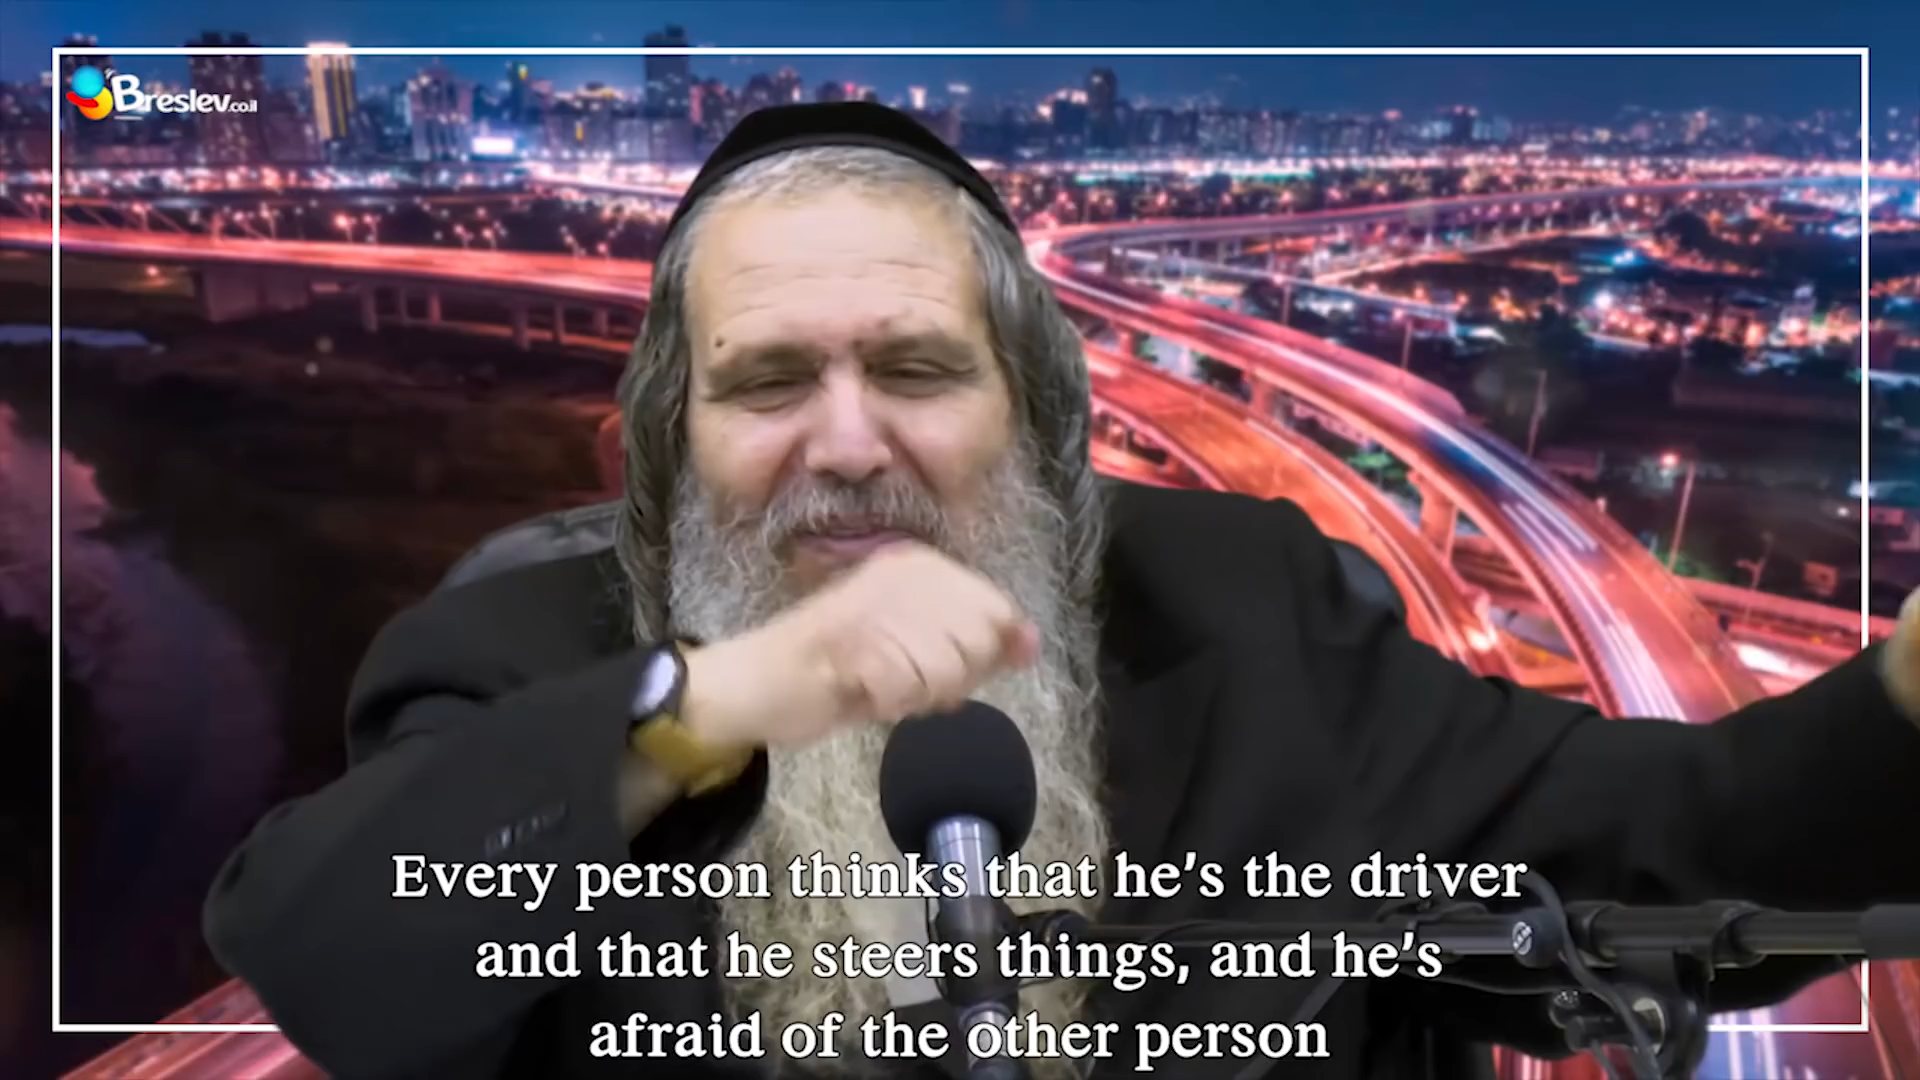 Breslev.co.il
Every person thinks that he's the driver
and that he steers things, and he's
afraid of the other person